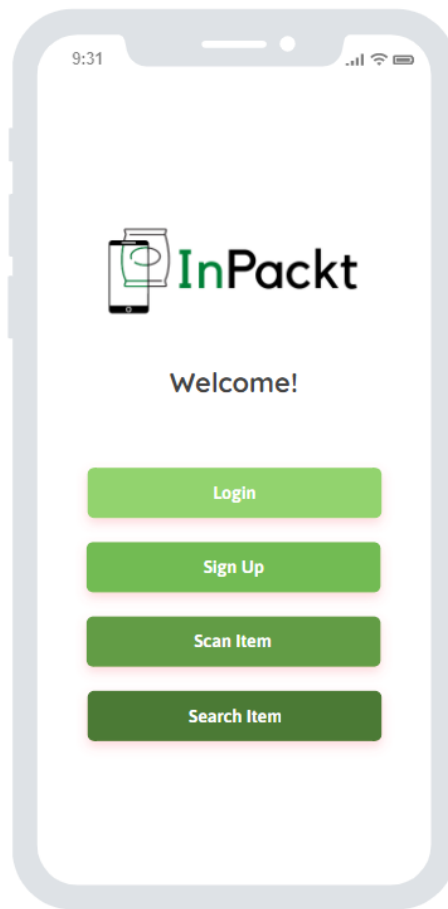 9:31
InPackt
Welcome!
Login
Sign Up
Scan Item
Search Item